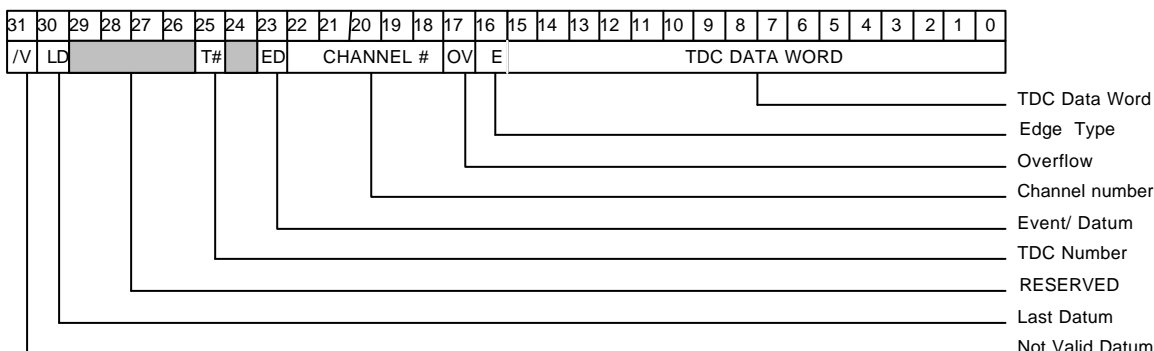 31 30 29 28 27 26 25 24 23 22 21 20 19 18 17 16 15 14 13 12 11 10 9 8 7 6 5 4 3 2 1 0
/V LD T# ED CHANNEL # OV E TDC DATA WORD
TDC Data Word
Edge Type
Overflow
Channel number
Event/ Datum
TDC Number
RESERVED
Last Datum
Not Valid Datum